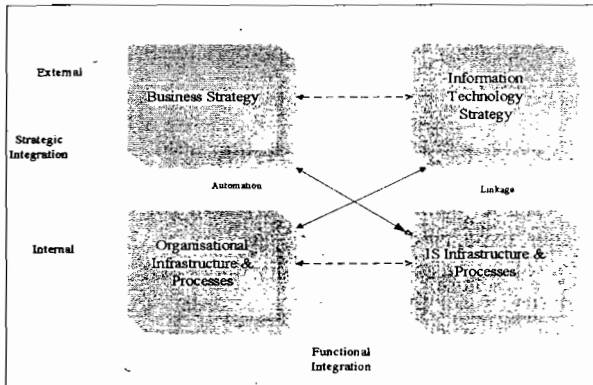 External
Business Strategy
Information
Technology
Strategy
Strategic
Integration
Automation
Linkage
Internal
Organisational
Infrastructure &
Processes
IS Infrastructure &
Processes
Functional
Integration